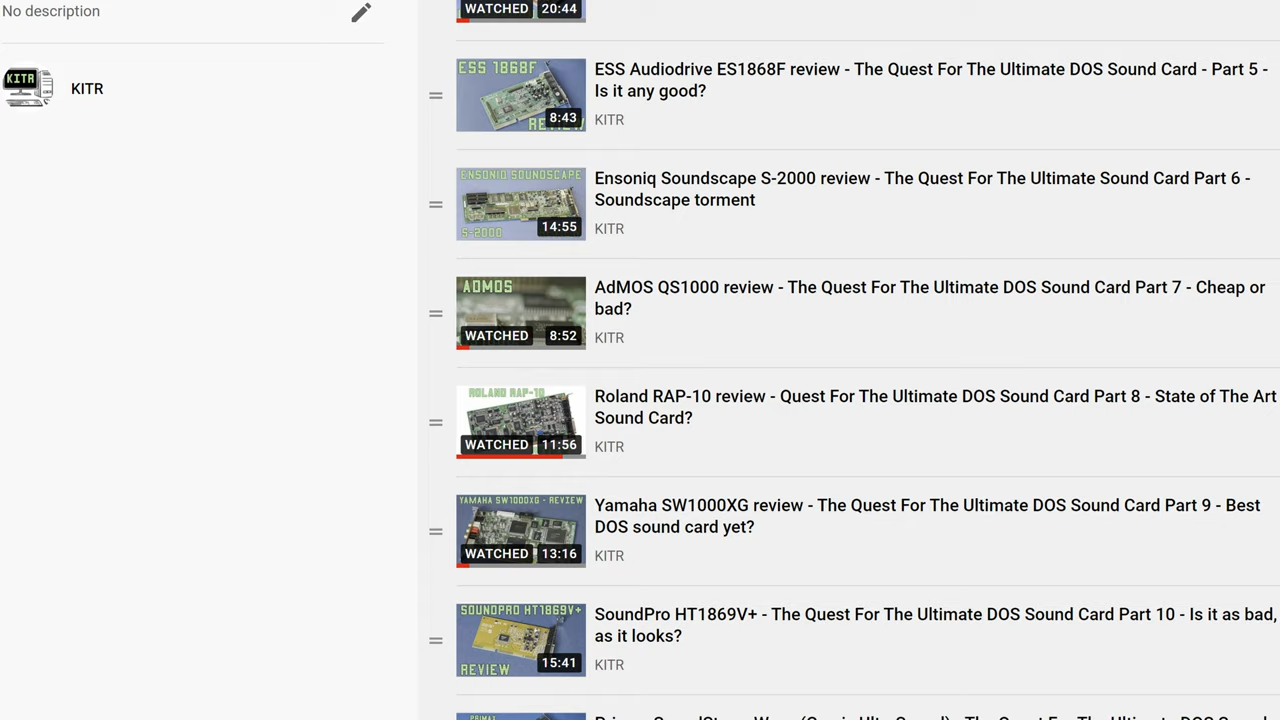 No description
KITR
KITR
WATCHED 20:44
ESS 1868F
REVIEW
8:43
ESS Audiodrive ES1868F review - The Quest For The Ultimate DOS Sound Card - Part 5 -
Is it any good?
KITR
ENSONIQ SOUNDSCAPE
S-2000
14:55
Ensoniq Soundscape S-2000 review - The Quest For The Ultimate Sound Card Part 6 -
Soundscape torment
KITR
ADMOS
WATCHED 8:52
AdMOS QS1000 review - The Quest For The Ultimate DOS Sound Card Part 7 - Cheap or
bad?
KITR
ROLAND RAP-10
WATCHED 11:56
Roland RAP-10 review - Quest For The Ultimate DOS Sound Card Part 8 - State of The Art
Sound Card?
KITR
YAMAHA SW1000XG - REVIEW
WATCHED 13:16
Yamaha SW1000XG review - The Quest For The Ultimate DOS Sound Card Part 9 - Best
DOS sound card yet?
KITR
SOUNDPRO HT1869V+
REVIEW
15:41
SoundPro HT1869V+ - The Quest For The Ultimate DOS Sound Card Part 10 - Is it as bad,
as it looks?
KITR